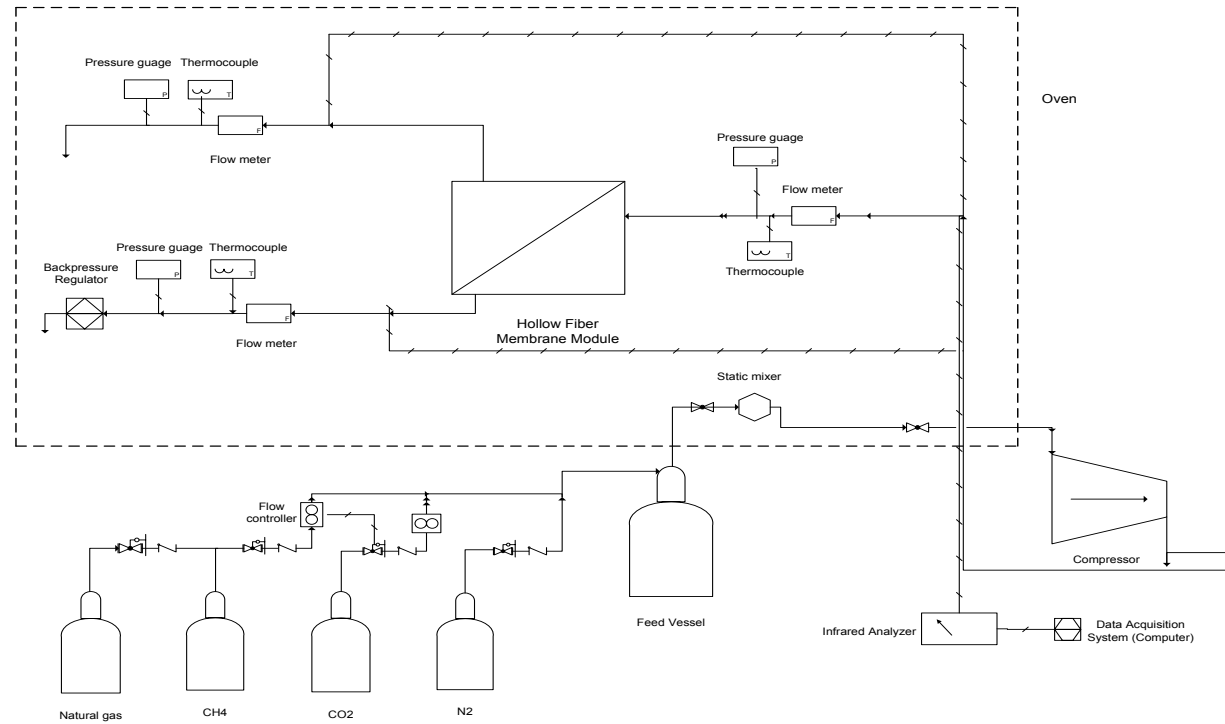 Pressure guage
Thermocouple
P
T
F
Flow meter
Oven
Pressure guage
P
Flow meter
F
Thermocouple
T
Pressure guage
Thermocouple
Backpressure
Regulator
P
T
F
Flow meter
Hollow Fiber
Membrane Module
Static mixer
Flow
controller
Compressor
Feed Vessel
Infrared Analyzer
Data Acquisition
System (Computer)
Natural gas
CH4
CO2
N2